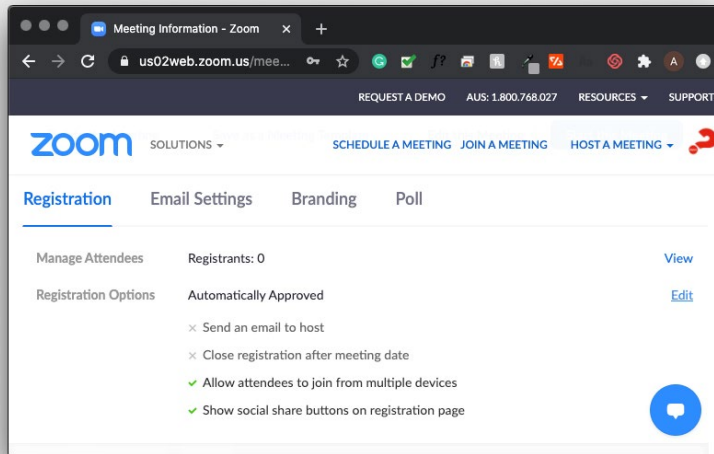 Meeting Information - Zoom
us02web.zoom.us/mee...
REQUEST A DEMO AUS: 1.800.768.027 RESOURCES SUPPORT
zoom SOLUTIONS SCHEDULE A MEETING JOIN A MEETING HOST A MEETING
Registration Email Settings Branding Poll
Manage Attendees Registrants: 0 View
Registration Options Automatically Approved Edit
Send an email to host
Close registration after meeting date
Allow attendees to join from multiple devices
Show social share buttons on registration page